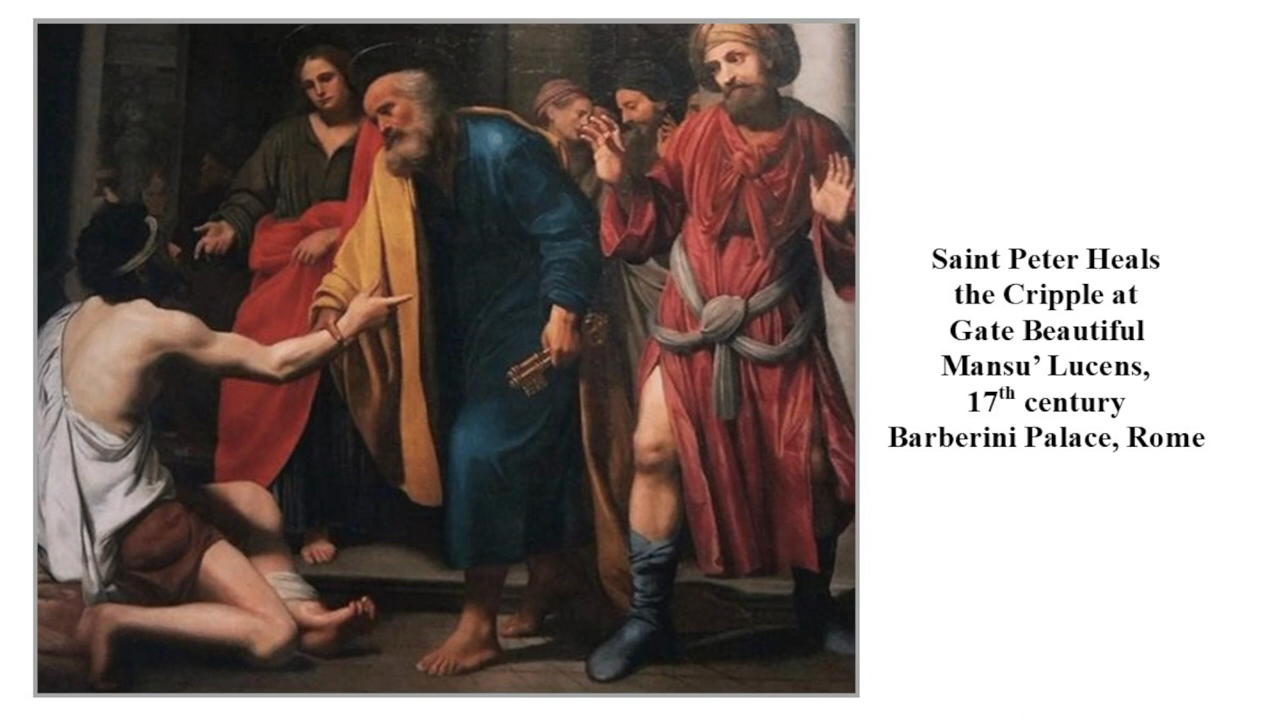 Saint Peter Heals
the Cripple at
Gate Beautiful
Mansu’ Lucens,
17th century
Barberini Palace, Rome